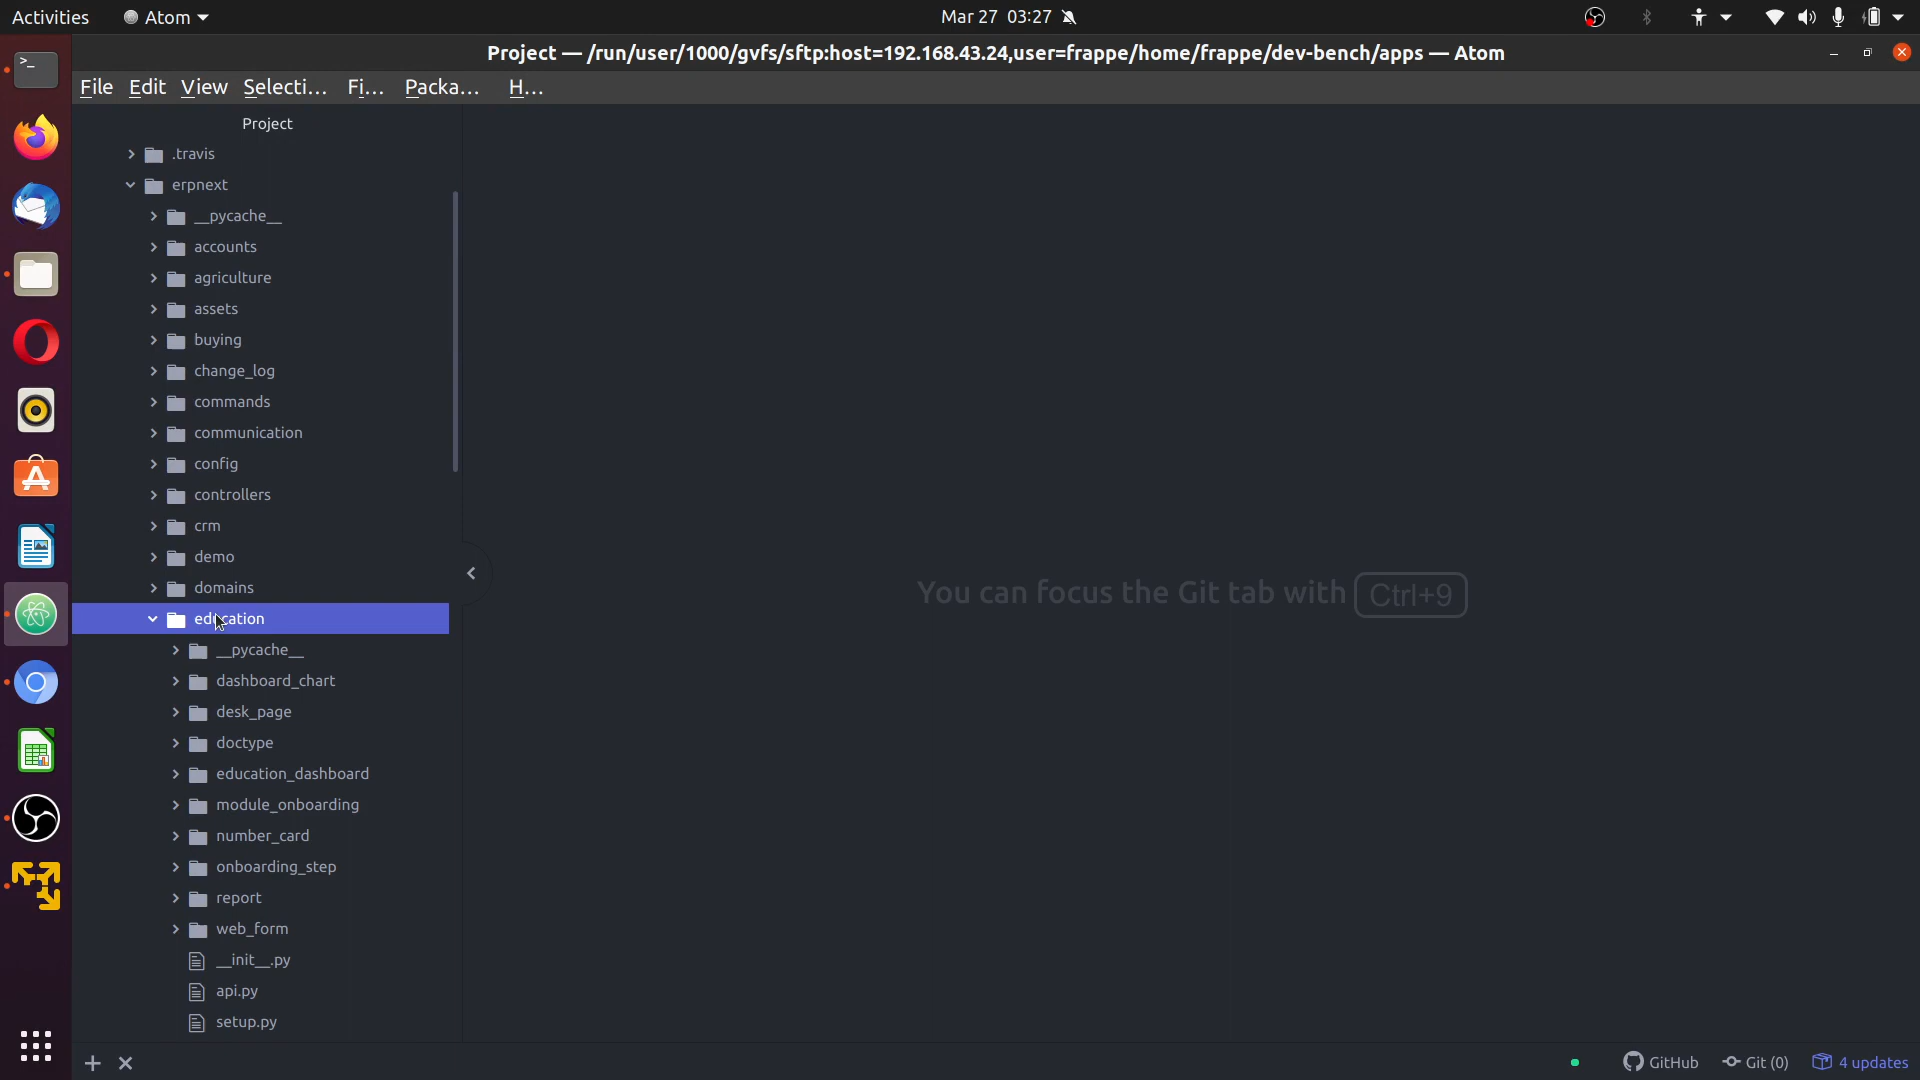 Activities Atom Mar 27 03:27
Project — /run/user/1000/gvfs/sftp:host=192.168.43.24,user=frappe/home/frappe/dev-bench/apps — Atom
File Edit View Selecti... Fi... Packa... H...
Project
.travis
erpnext
__pycache__
accounts
agriculture
assets
buying
change_log
commands
communication
config
controllers
crm
demo
domains
education
__pycache__
dashboard_chart
desk_page
doctype
education_dashboard
module_onboarding
number_card
onboarding_step
report
web_form
__init__.py
api.py
setup.py
You can focus the Git tab with Ctrl+9
GitHub Git (0) 4 updates